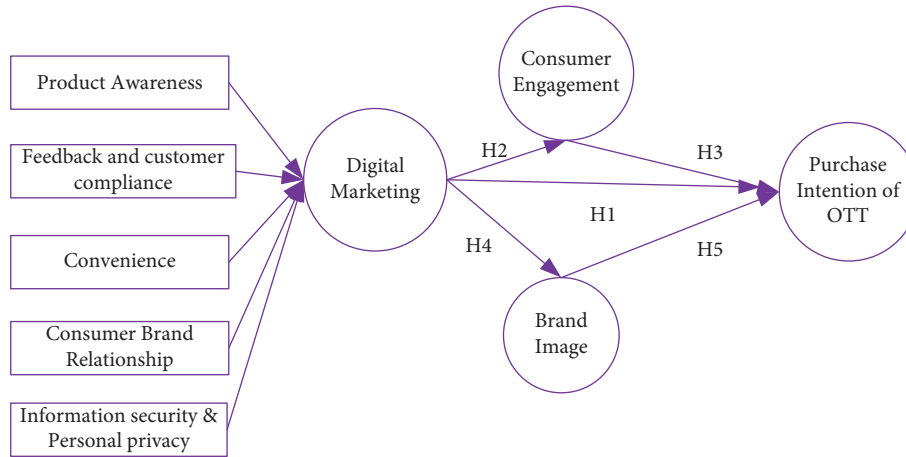 Product Awareness
Feedback and customer
compliance
Convenience
Consumer Brand
Relationship
Information security &
Personal privacy
Digital
Marketing
H2
H4
Consumer
Engagement
Brand
Image
H3
H1
H5
Purchase
Intention of
OTT